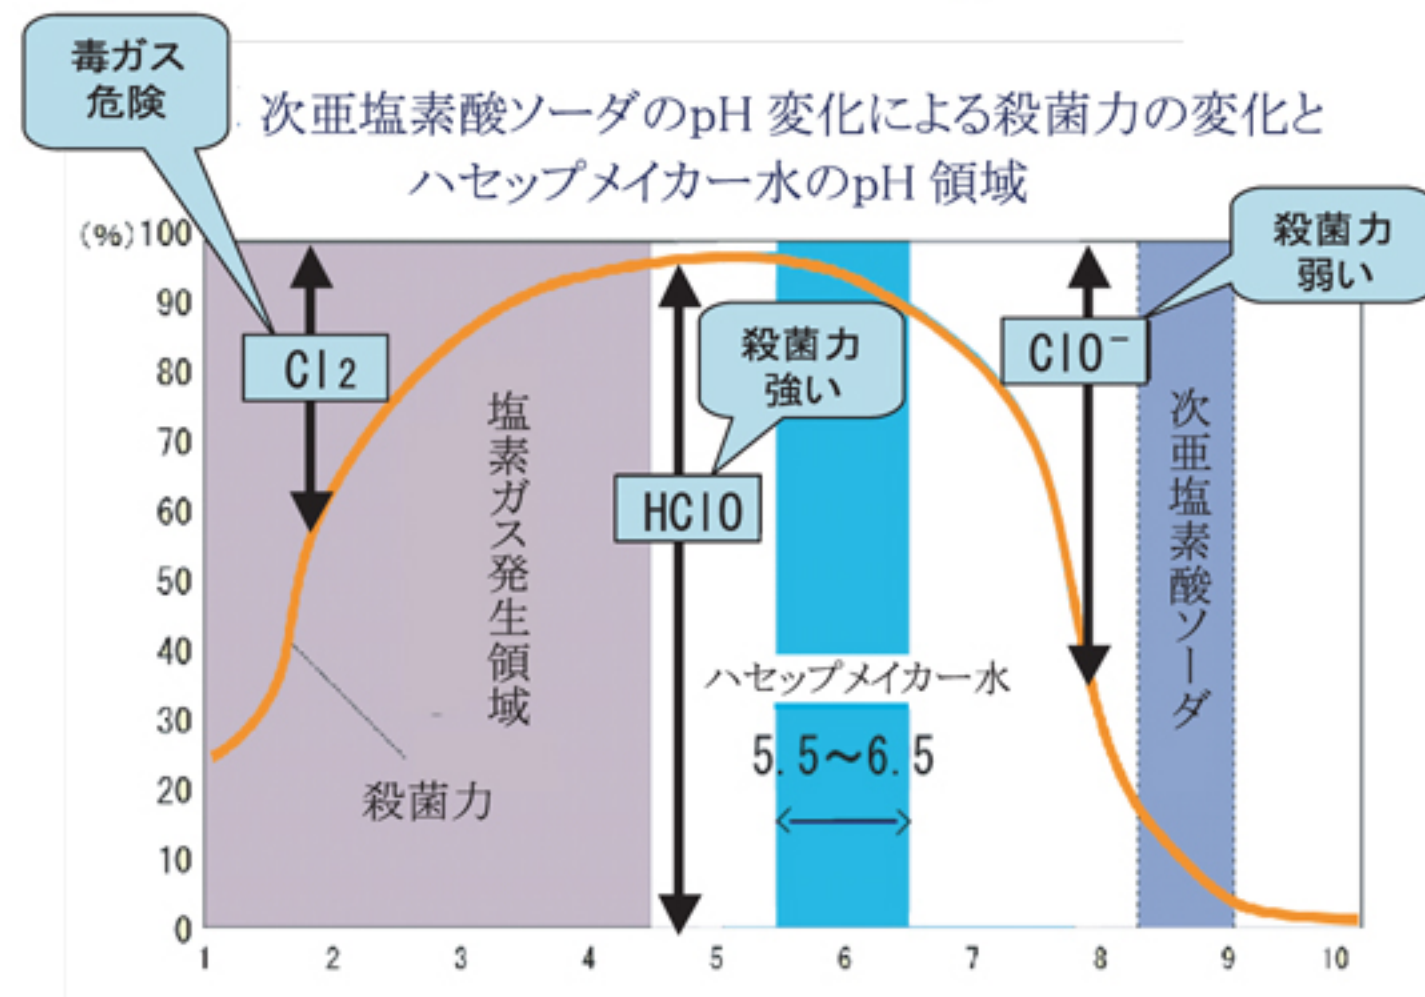 毒ガス
危険
次亜塩素酸ソーダのpH 変化による殺菌力の変化と
ハセップメイカー水のpH 領域
殺菌力
弱い
(%)
100
90
80
70
60
50
40
30
20
10
0
Cl2
塩素ガス発生領域
殺菌力
殺菌力
強い
HClO
ハセップメイカー水
5.5～6.5
ClO⁻
次亜塩素酸ソーダ
1 2 3 4 5 6 7 8 9 10